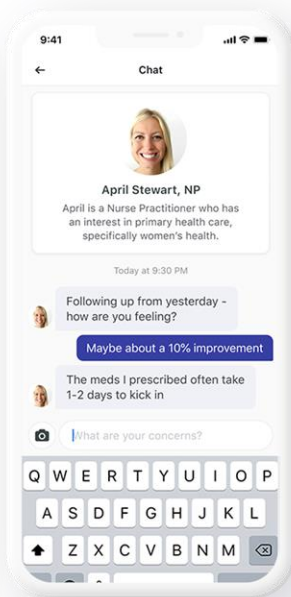 9:41
Chat
April Stewart, NP
April is a Nurse Practitioner who has
an interest in primary health care,
specifically women's health.
Today at 9:30 PM
Following up from yesterday -
how are you feeling?
Maybe about a 10% improvement
The meds I prescribed often take
1-2 days to kick in
What are your concerns?
Q W E R T Y U I O P
A S D F G H J K L
Z X C V B N M